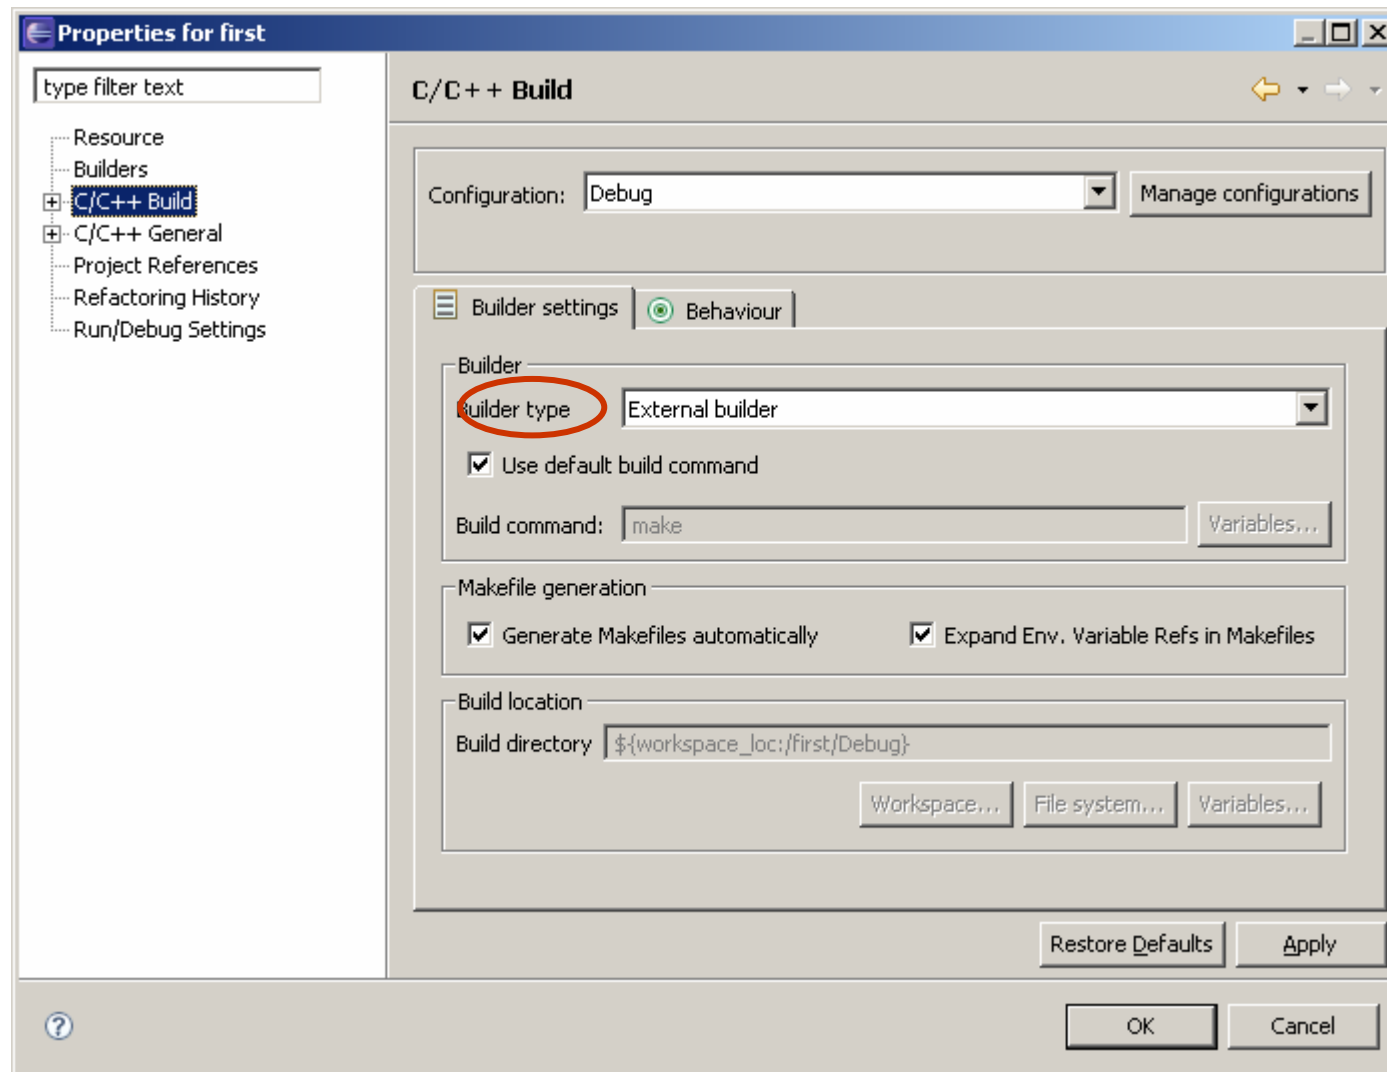 Properties for first
type filter text
C/C++ Build
Resource
Builders
C/C++ Build
C/C++ General
Project References
Refactoring History
Run/Debug Settings
Configuration: Debug Manage configurations
Builder settings Behaviour
Builder
Builder type External builder
Use default build command
Build command: make Variables...
Makefile generation
Generate Makefiles automatically Expand Env. Variable Refs in Makefiles
Build location
Build directory ${workspace_loc:/first/Debug}
Workspace... File system... Variables...
Restore Defaults Apply
OK Cancel